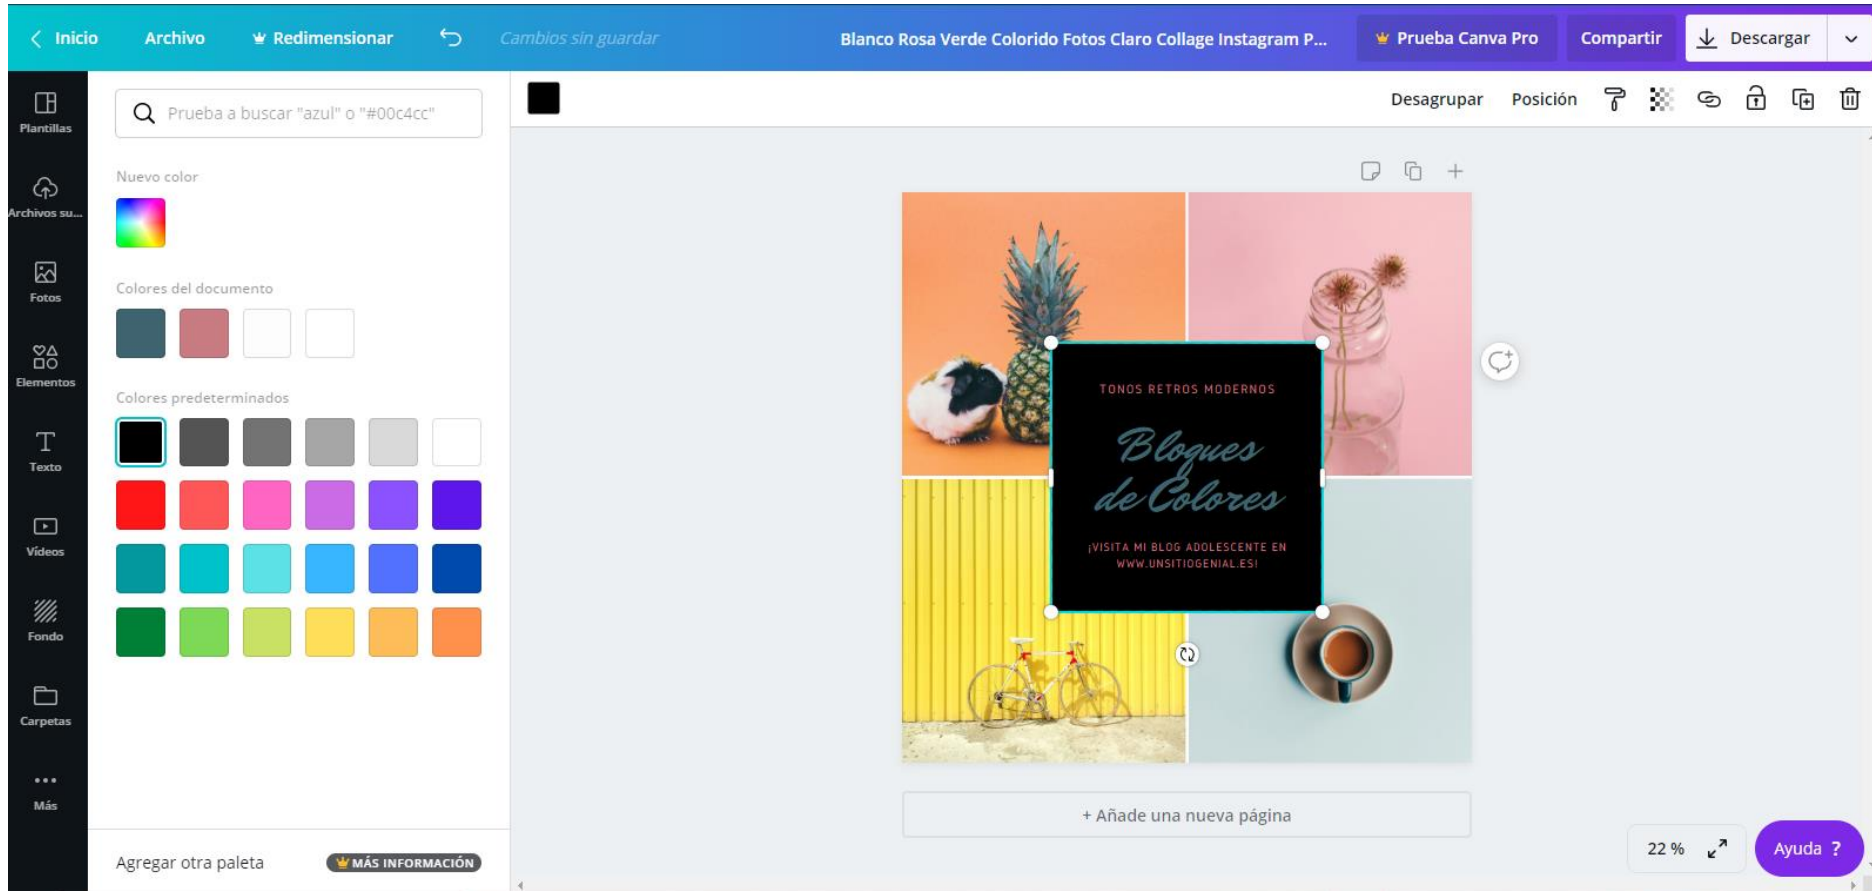 Inicio
Archivo
Redimensionar
Cambios sin guardar
Blanco Rosa Verde Colorido Fotos Claro Collage Instagram P...
Prueba Canva Pro
Compartir
Descargar
Plantillas
Archivos su...
Fotos
Elementos
Texto
Vídeos
Fondo
Carpetas
Más
Prueba a buscar "azul" o "#00c4cc"
Nuevo color
Colores del documento
Colores predeterminados
Agregar otra paleta
MÁS INFORMACIÓN
Desagrupar
Posición
TONOS RETROS MODERNOS
Bloques
de Colores
¡VISITA MI BLOG ADOLESCENTE EN
WWW.UNSITIOGENIAL.ES!
+ Añade una nueva página
22 %
Ayuda ?